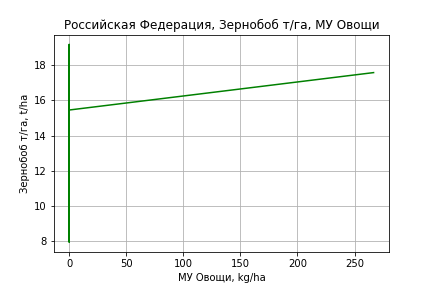 Российская Федерация, Зернобоб т/га, МУ Овощи
Зернобоб т/га, t/ha
18
16
14
12
10
8
0 50 100 150 200 250
МУ Овощи, kg/ha